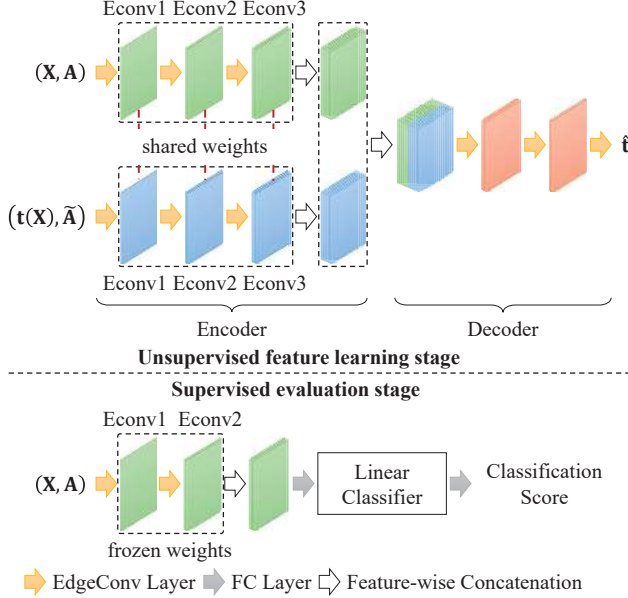 Econv1 Econv2 Econv3
(X, A)
shared weights
(t(X), Ã)
t̂
Econv1 Econv2 Econv3
Encoder
Decoder
Unsupervised feature learning stage
Supervised evaluation stage
Econv1 Econv2
(X, A)
Linear
Classifier
Classification
Score
frozen weights
EdgeConv Layer FC Layer Feature-wise Concatenation